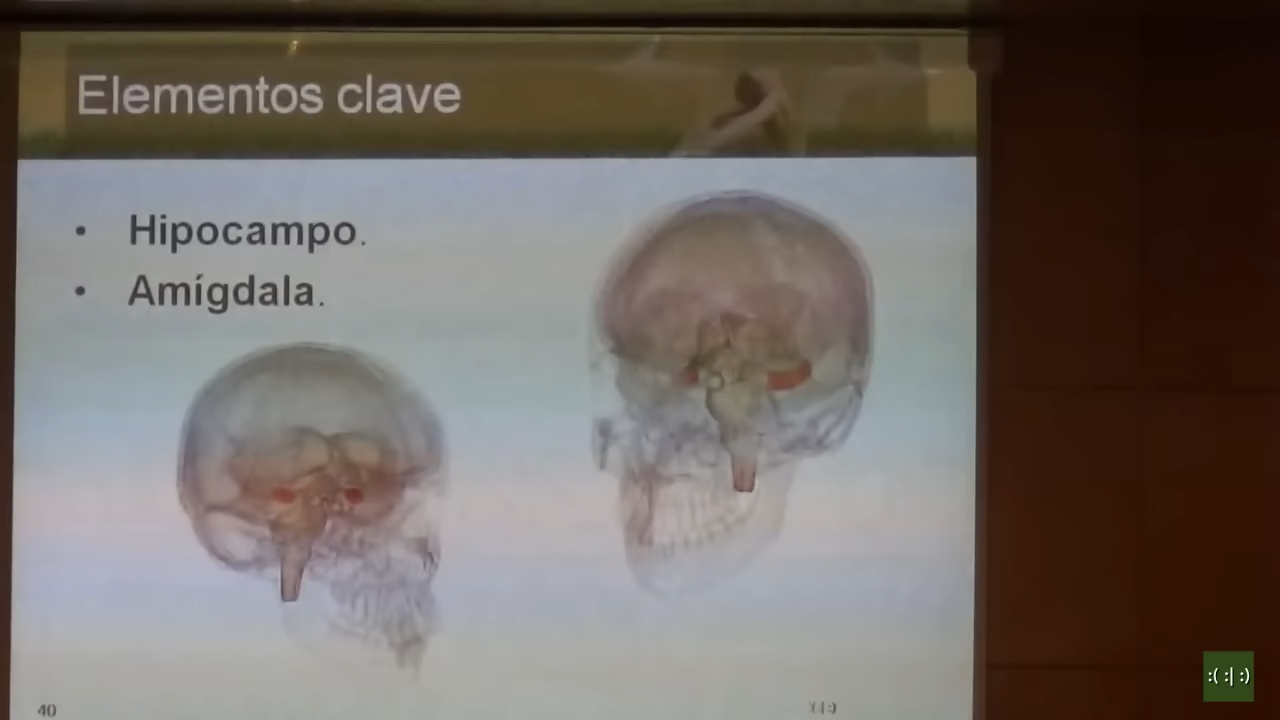 Elementos clave
• Hipocampo.
• Amígdala.
40
:( :| :)